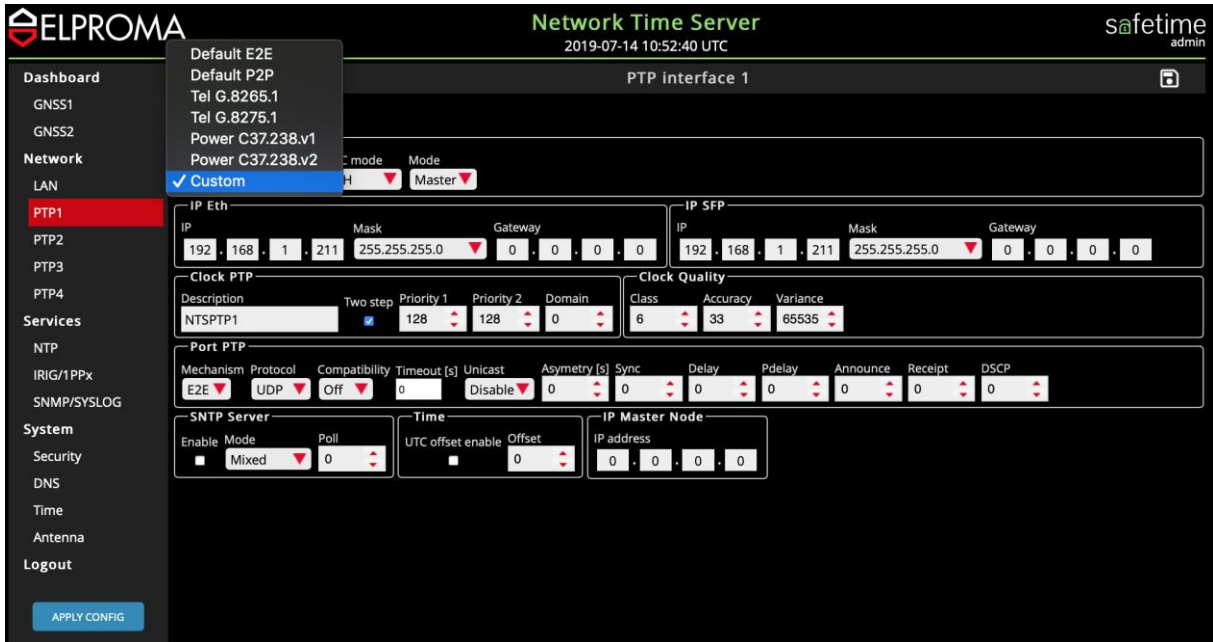 ELPROMA
Network Time Server
2019-07-14 10:52:40 UTC
safetime
admin
Dashboard
GNSS1
GNSS2
Network
LAN
PTP1
PTP2
PTP3
PTP4
Services
NTP
IRIG/1PPx
SNMP/SYSLOG
System
Security
DNS
Time
Antenna
Logout
APPLY CONFIG
PTP interface 1
Default E2E
Default P2P
Tel G.8265.1
Tel G.8275.1
Power C37.238.v1
Power C37.238.v2
✓ Custom
C mode Mode
H Master
IP Eth
IP Mask Gateway
192 . 168 . 1 . 211 255.255.255.0 0 . 0 . 0 . 0
IP SFP
IP Mask Gateway
192 . 168 . 1 . 211 255.255.255.0 0 . 0 . 0 . 0
Clock PTP
Description Two step Priority 1 Priority 2 Domain
NTSPTP1 128 128 0
Clock Quality
Class Accuracy Variance
6 33 65535
Port PTP
Mechanism Protocol Compatibility Timeout [s] Unicast Asymetry [s] Sync Delay Pdelay Announce Receipt DSCP
E2E UDP Off 0 Disable 0 0 0 0 0 0 0
SNTP Server
Enable Mode Poll
Mixed 0
Time
UTC offset enable Offset
0
IP Master Node
IP address
0 . 0 . 0 . 0